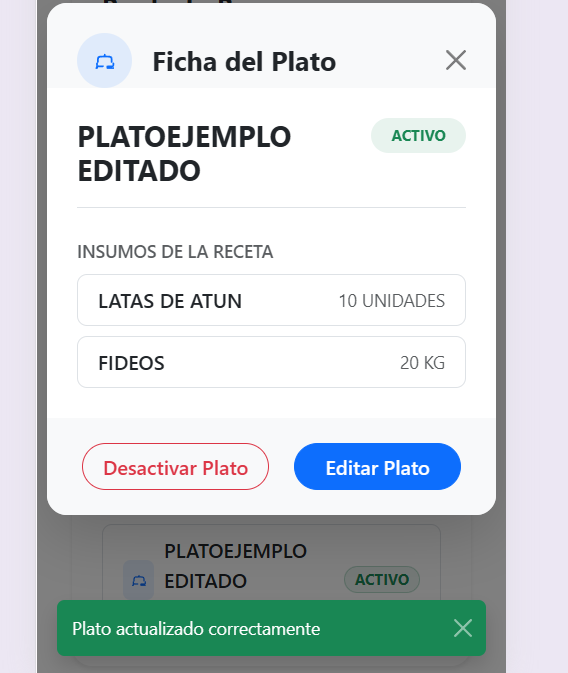 Ficha del Plato
PLATOEJEMPLO
EDITADO
ACTIVO
INSUMOS DE LA RECETA
LATAS DE ATUN 10 UNIDADES
FIDEOS 20 KG
Desactivar Plato Editar Plato
PLATOEJEMPLO
EDITADO
ACTIVO
Plato actualizado correctamente